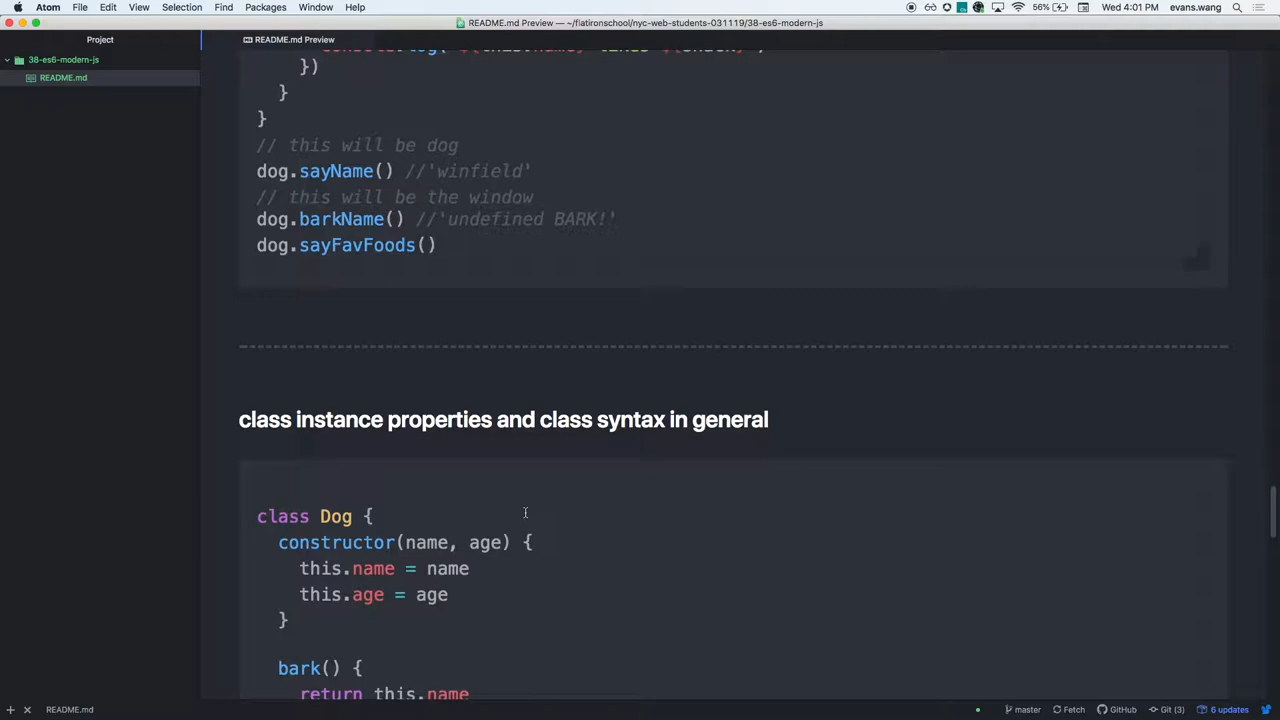 Atom File Edit View Selection Find Packages Window Help 56% Wed 4:01 PM evans.wang
README.md Preview — ~/flatironschool/nyc-web-students-031119/38-es6-modern-js
Project
README.md Preview
38-es6-modern-js
README.md
})
}
}
// this will be dog
dog.sayName() //'winfield'
// this will be the window
dog.barkName() //'undefined BARK!'
dog.sayFavFoods()
class instance properties and class syntax in general
class Dog {
constructor(name, age) {
this.name = name
this.age = age
}
bark() {
return this.name
README.md master Fetch GitHub Git (3) 6 updates